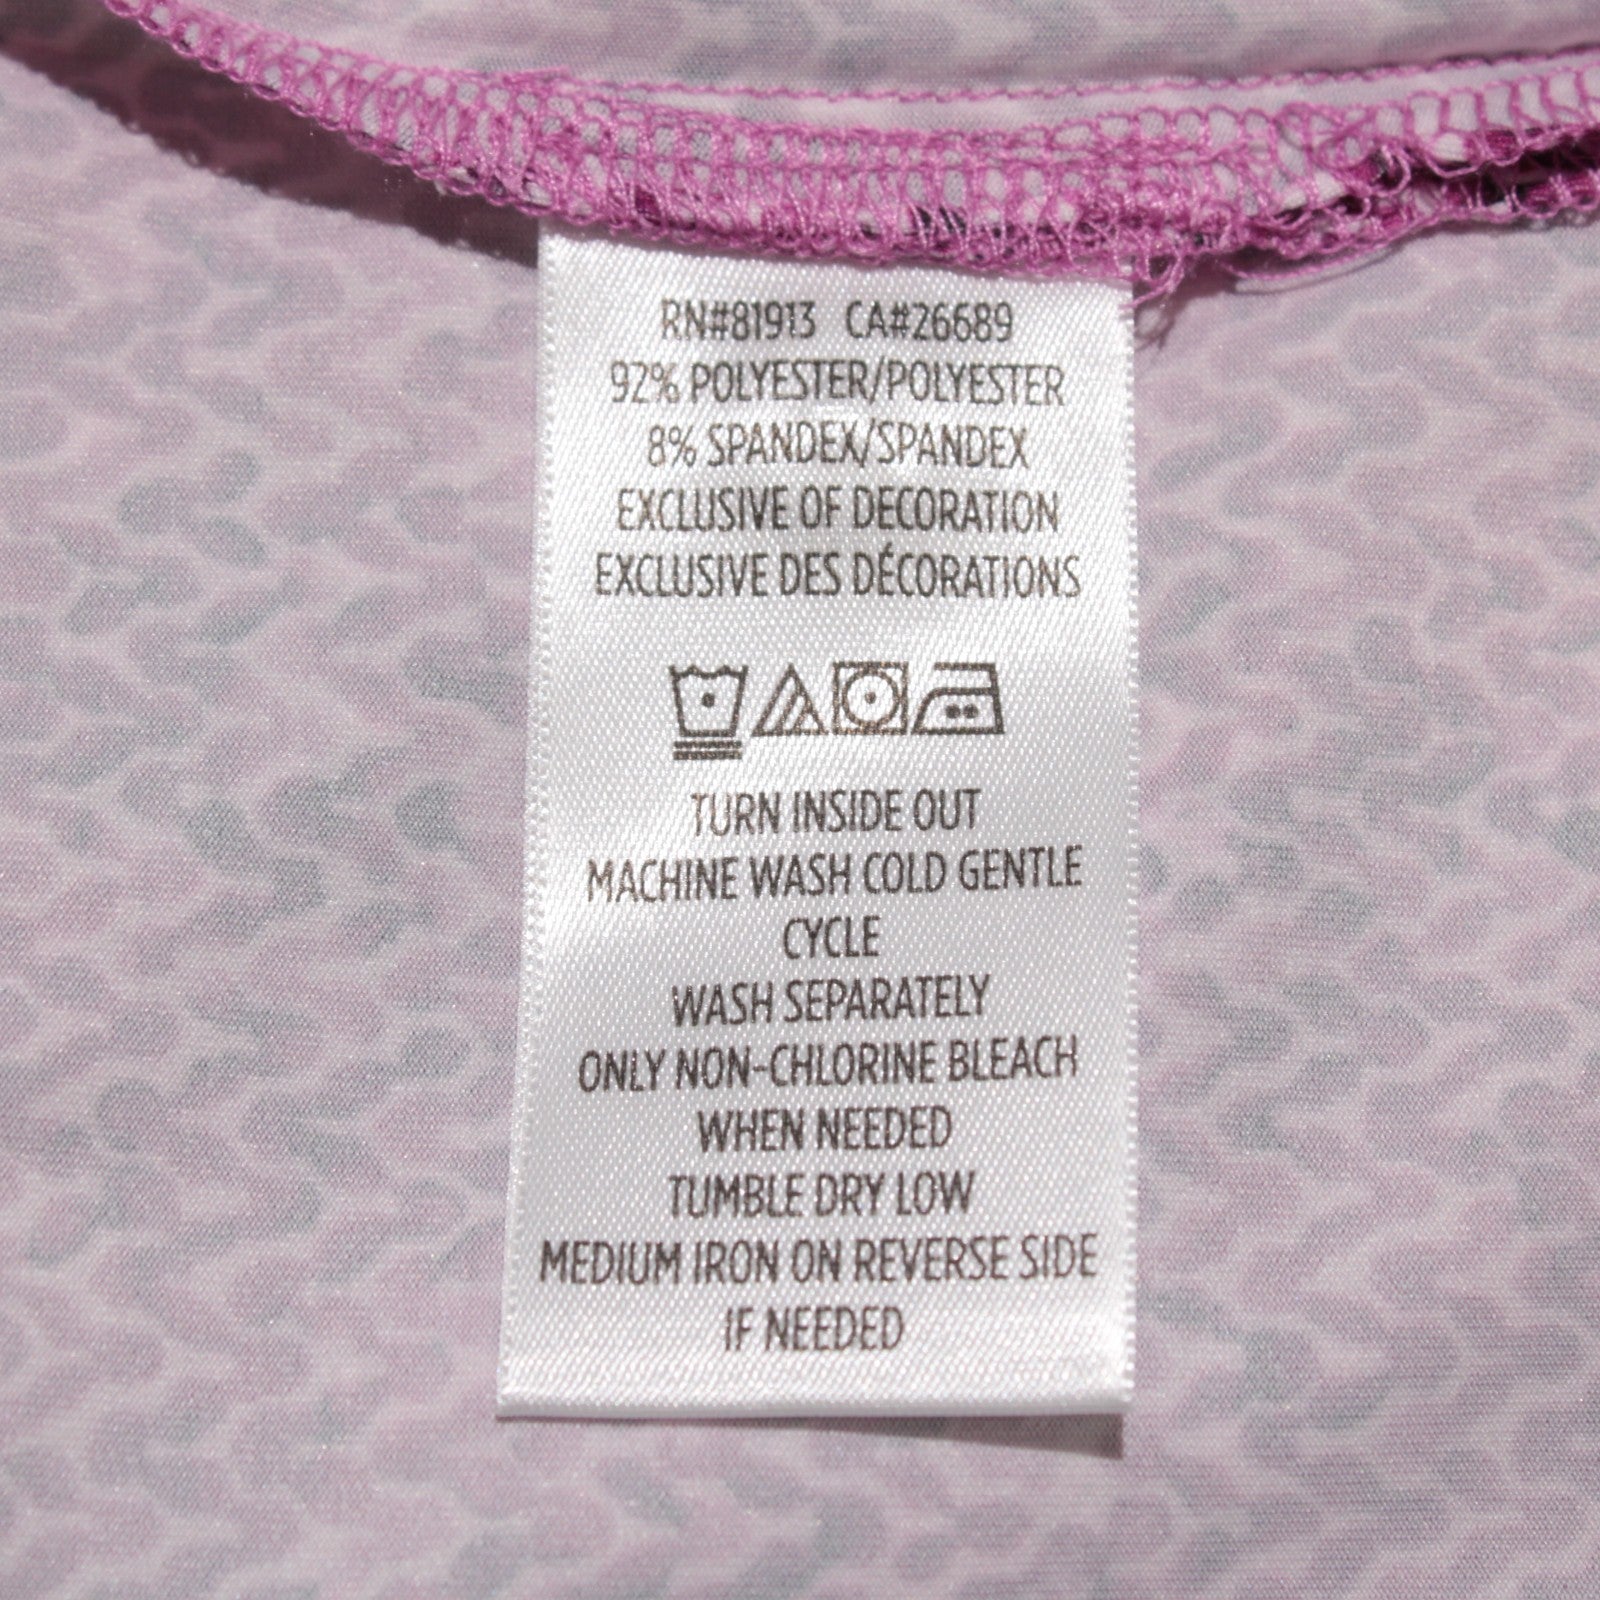 RN#81913 CA#26689
92% POLYESTER/POLYESTER
8% SPANDEX/SPANDEX
EXCLUSIVE OF DECORATION
EXCLUSIVE DES DÉCORATIONS
TURN INSIDE OUT
MACHINE WASH COLD GENTLE
CYCLE
WASH SEPARATELY
ONLY NON-CHLORINE BLEACH
WHEN NEEDED
TUMBLE DRY LOW
MEDIUM IRON ON REVERSE SIDE
IF NEEDED